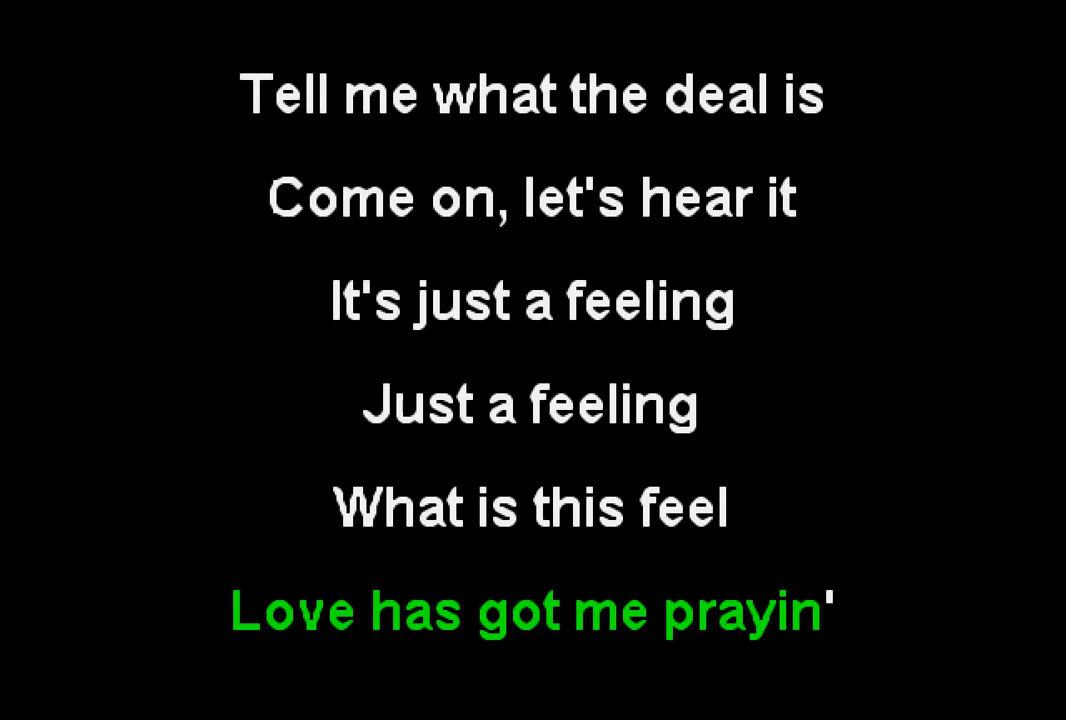 Tell me what the deal is
Come on, let's hear it
It's just a feeling
Just a feeling
What is this feel
Love has got me prayin'